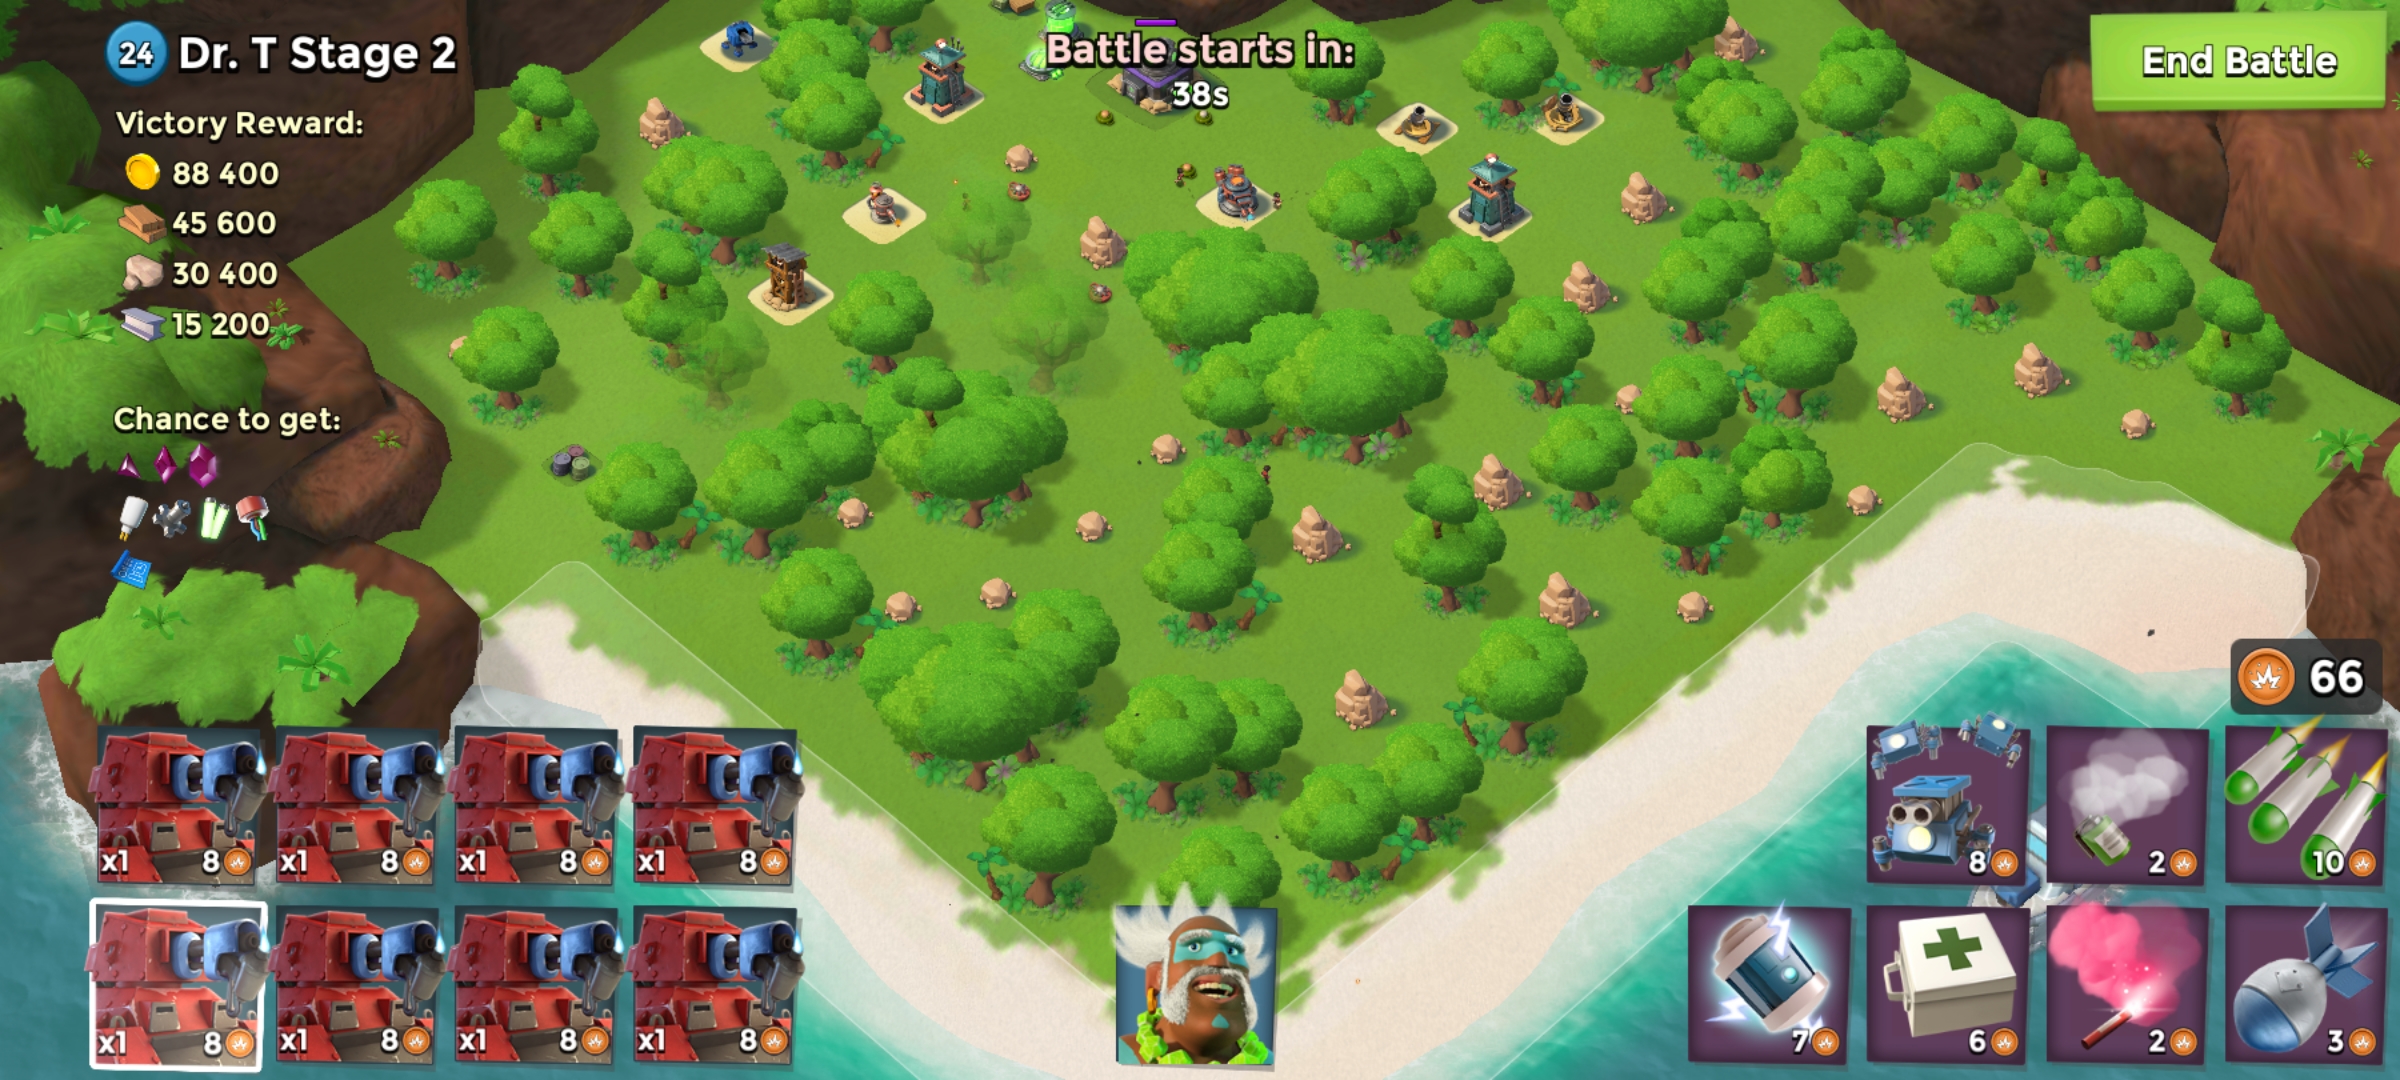 24 Dr. T Stage 2
Victory Reward:
88 400
45 600
30 400
15 200
Chance to get:
Battle starts in:
38s
End Battle
66
x1 8
x1 8
x1 8
x1 8
8
2
10
x1 8
x1 8
x1 8
x1 8
7
6
2
3